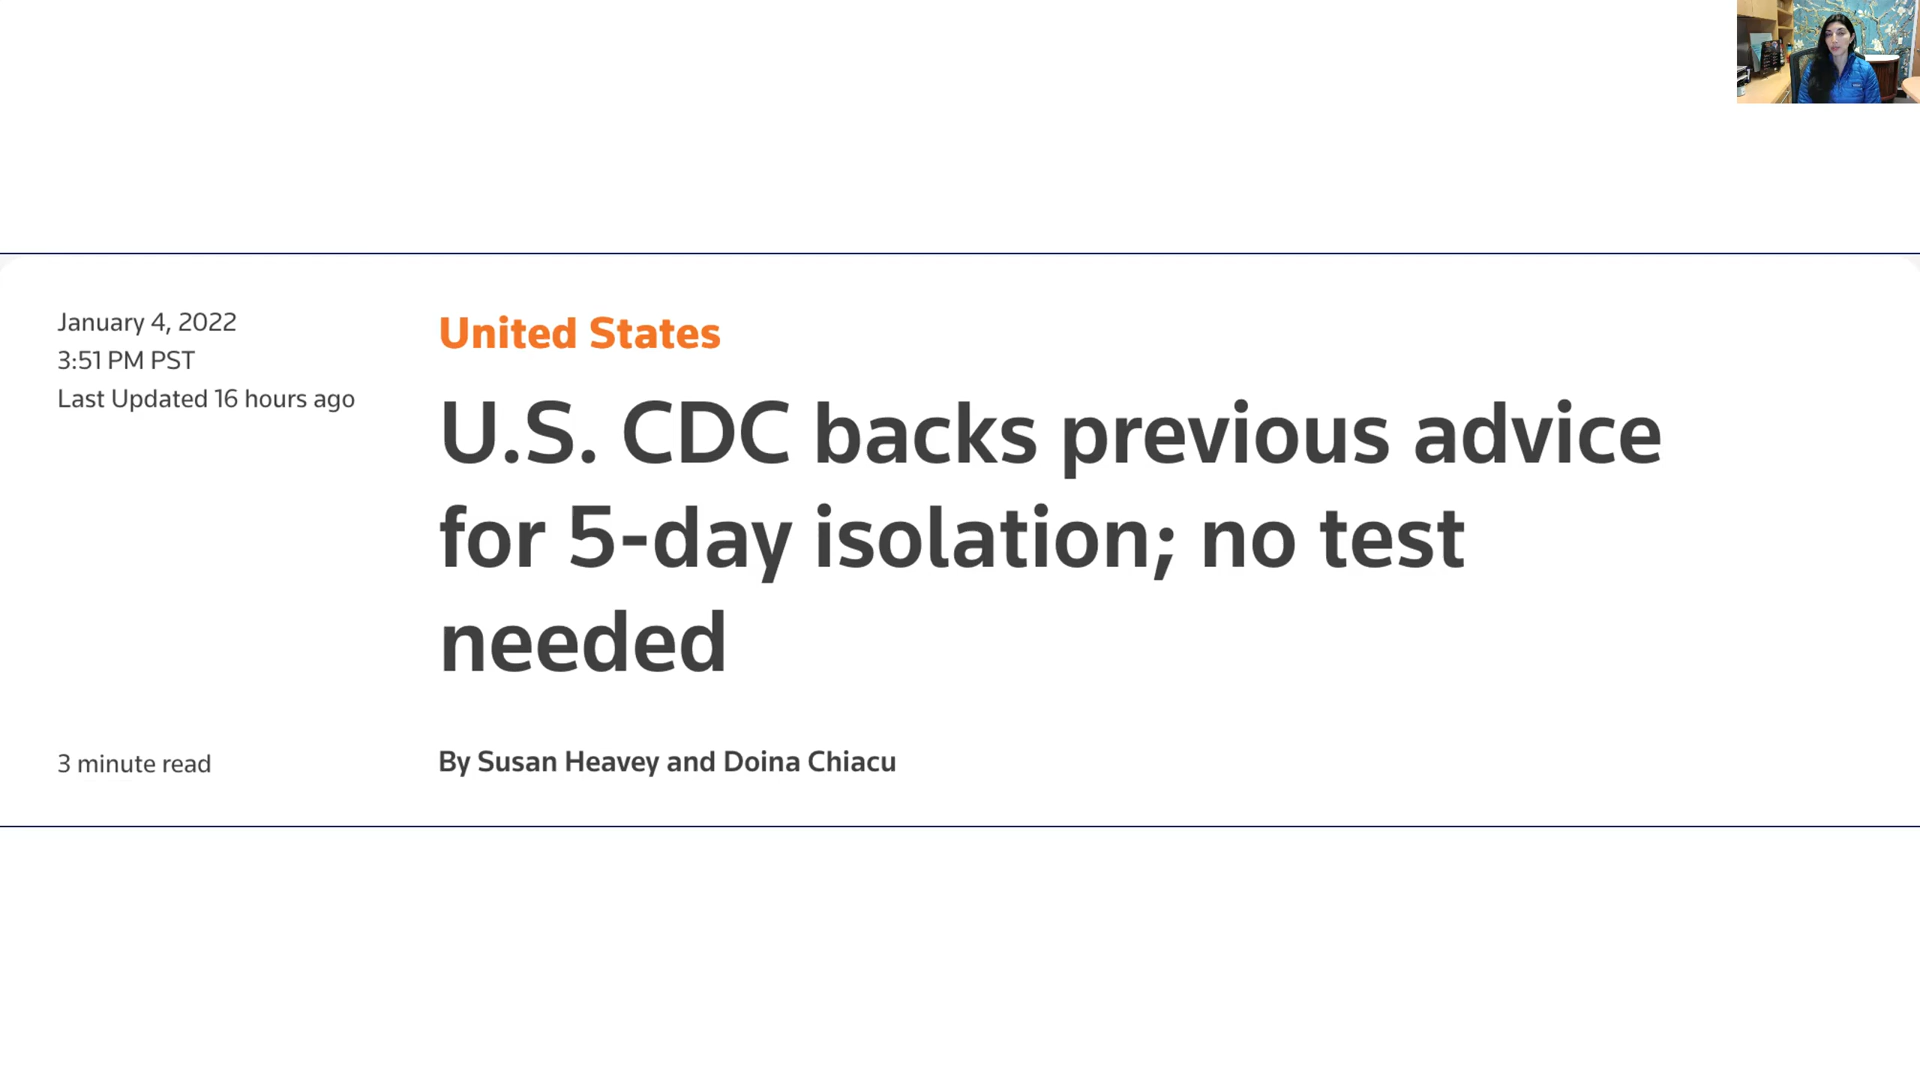 January 4, 2022
3:51 PM PST
Last Updated 16 hours ago
United States
U.S. CDC backs previous advice
for 5-day isolation; no test
needed
3 minute read
By Susan Heavey and Doina Chiacu